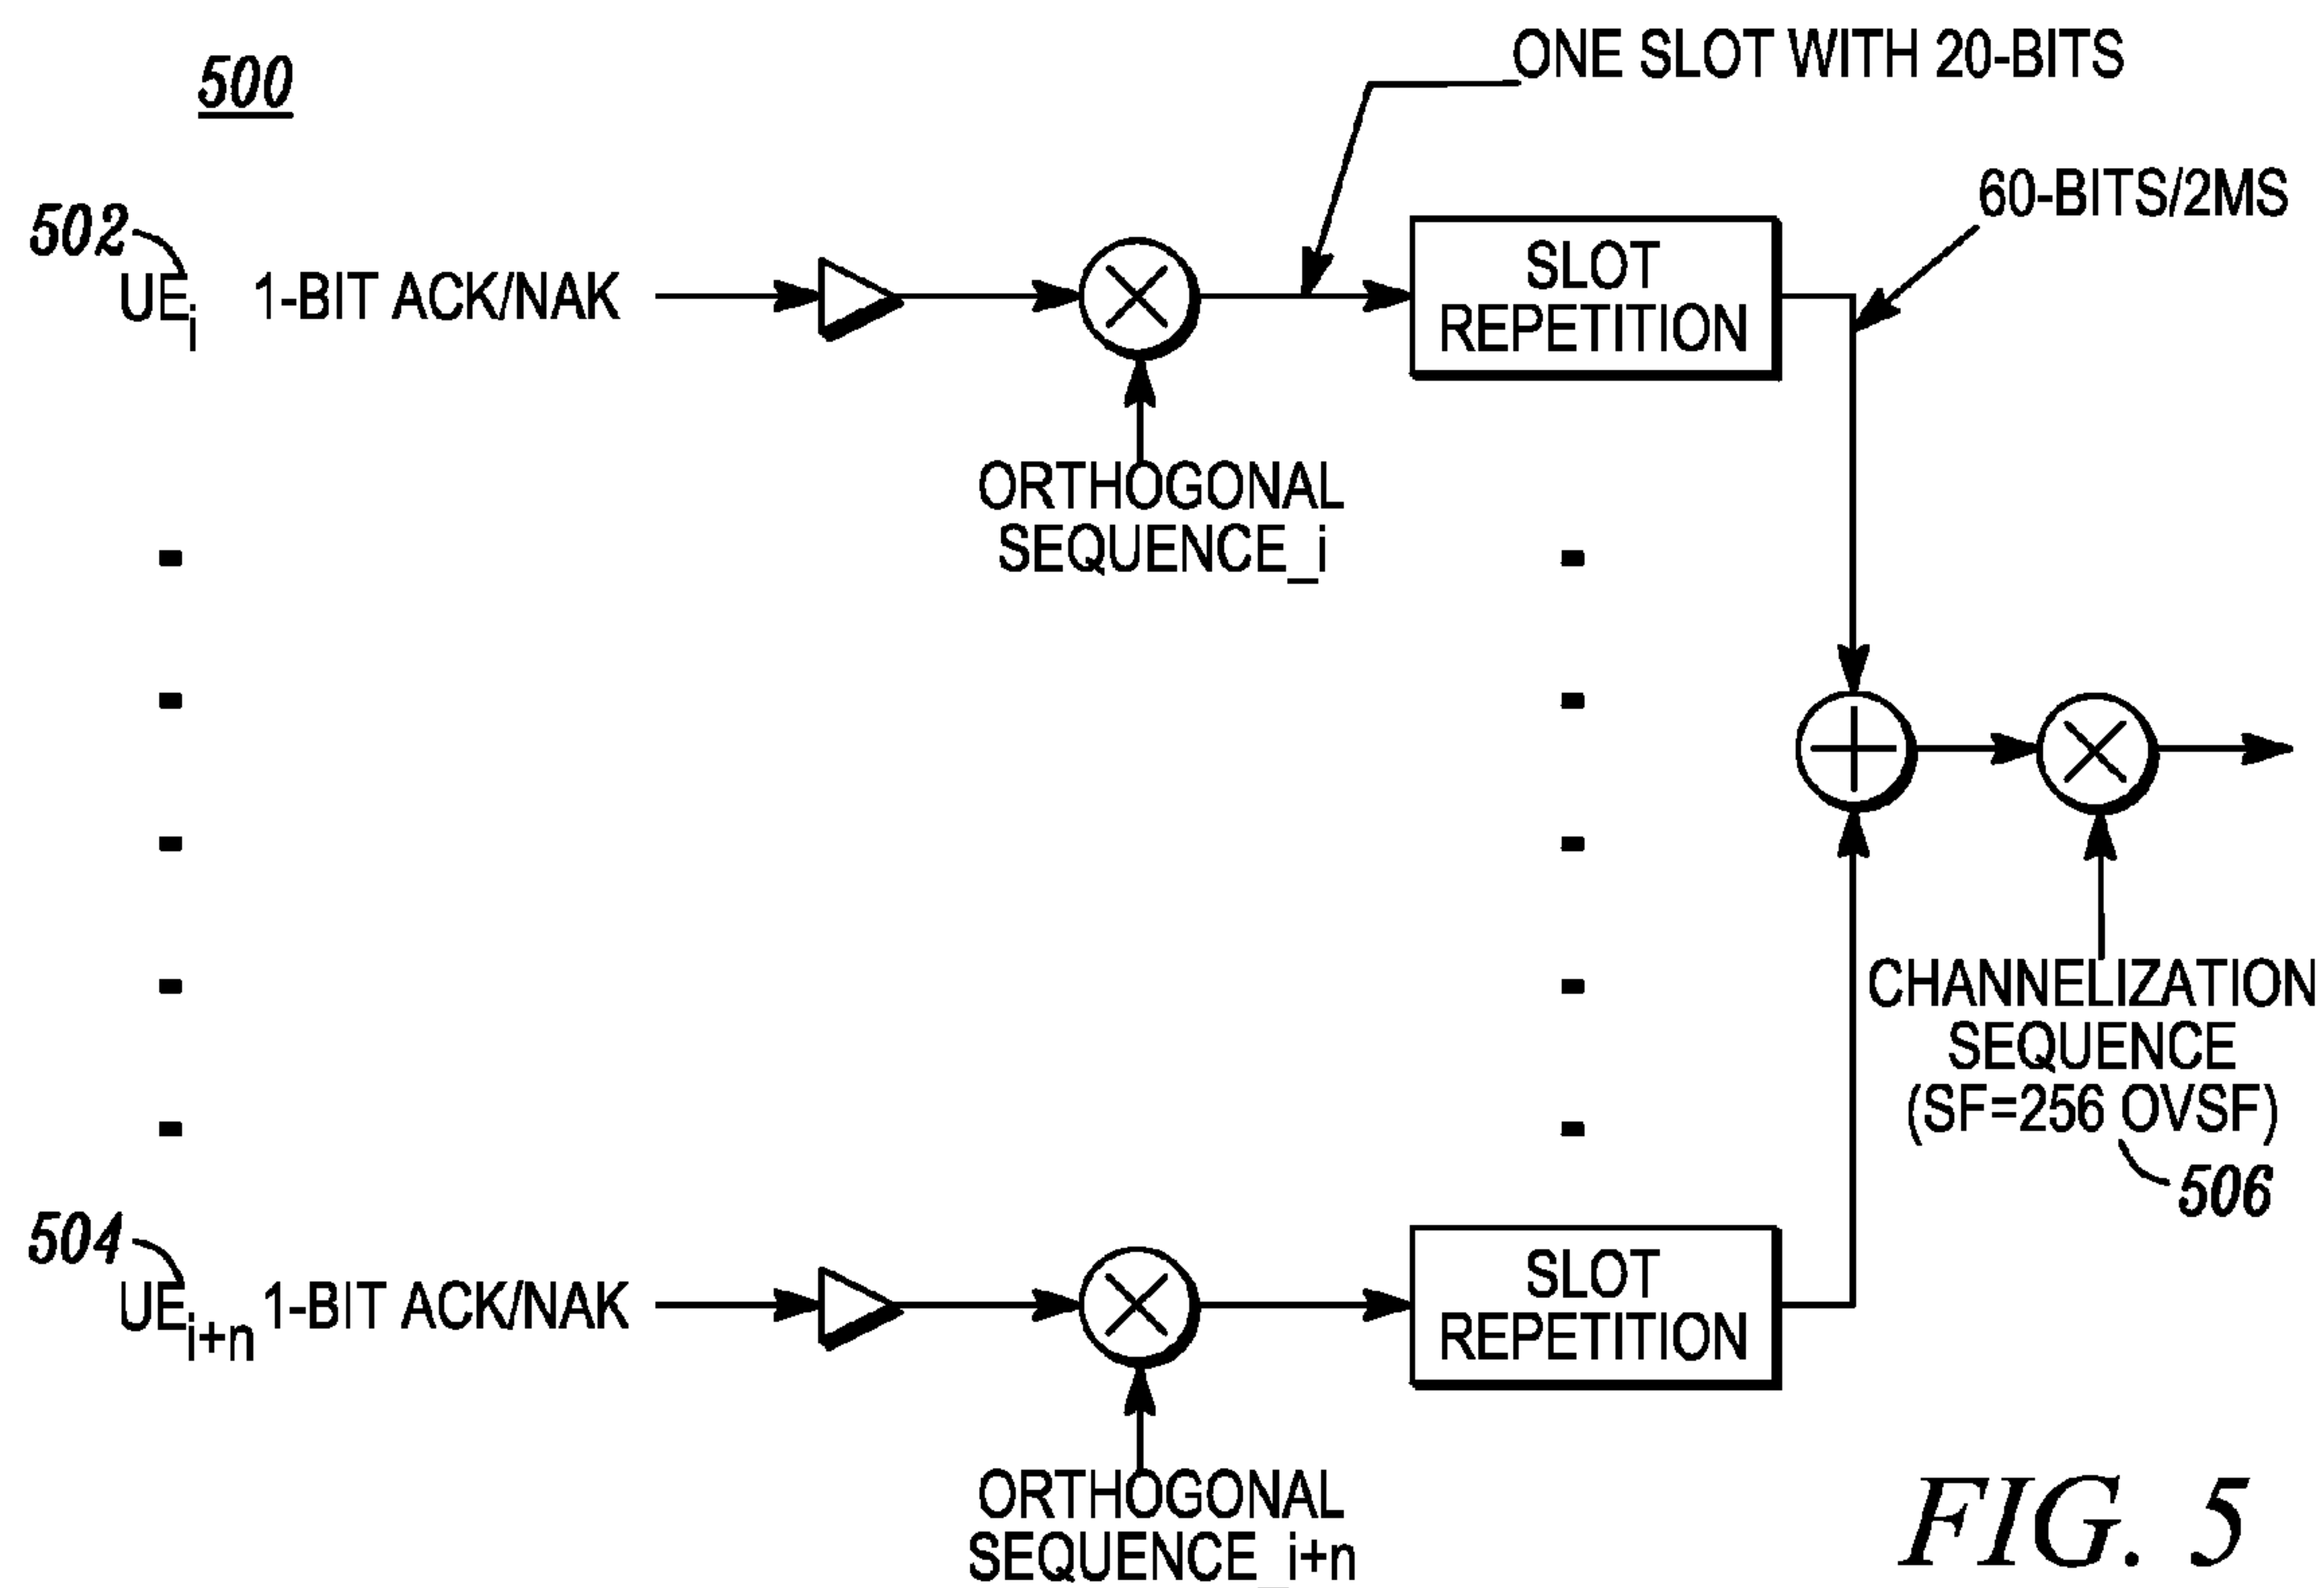 500
ONE SLOT WITH 20-BITS
60-BITS/2MS
502
UEi 1-BIT ACK/NAK
SLOT
REPETITION
ORTHOGONAL
SEQUENCE_i
CHANNELIZATION
SEQUENCE
(SF=256 OVSF)
506
504
UEi+n 1-BIT ACK/NAK
SLOT
REPETITION
ORTHOGONAL
SEQUENCE_i+n
FIG. 5